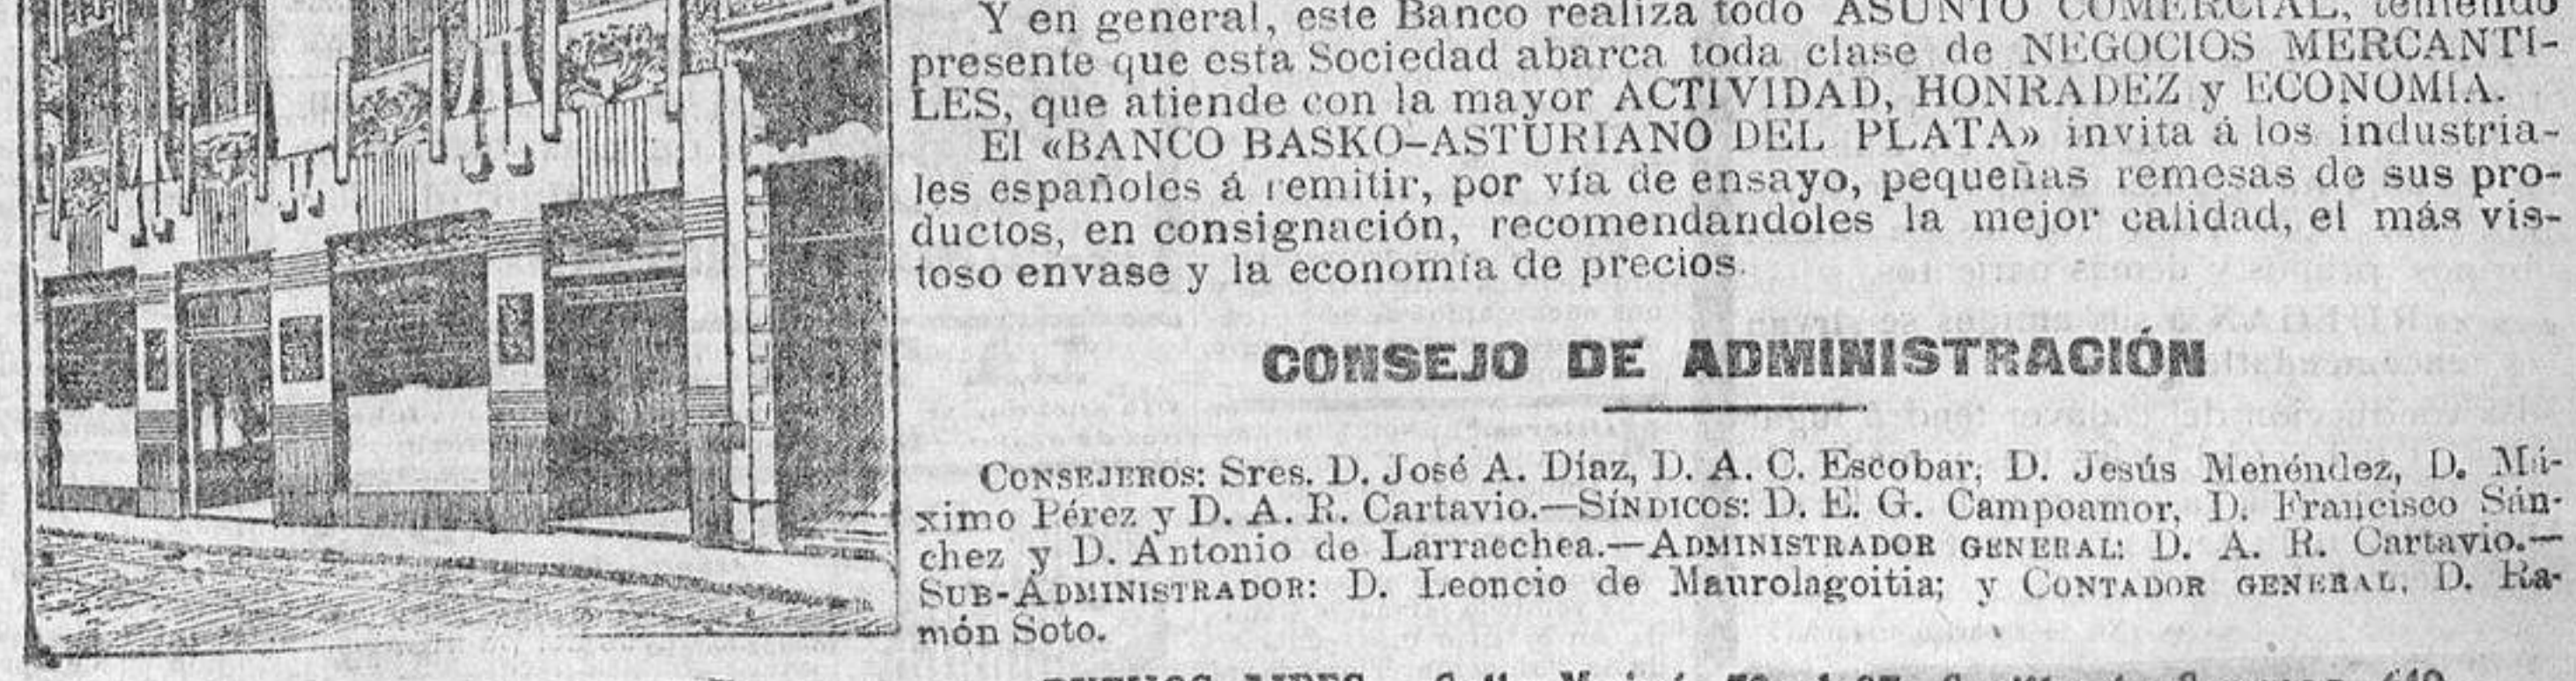 Y en general, este Banco realiza todo ASUNTO COMERCIAL, teniendo
presente que esta Sociedad abarca toda clase de NEGOCIOS MERCANTI-
LES, que atiende con la mayor ACTIVIDAD, HONRADEZ y ECONOMÍA.
El «BANCO BASKO-ASTURIANO DEL PLATA» invita á los industria-
les españoles á remitir, por vía de ensayo, pequeñas remesas de sus pro-
ductos, en consignación, recomendandoles la mejor calidad, el más vis-
toso envase y la economía de precios.
CONSEJO DE ADMINISTRACIÓN
CONSEJEROS: Sres. D. José A. Díaz, D. A. C. Escobar, D. Jesús Menéndez, D. Má-
ximo Pérez y D. A. R. Cartavio.—SÍNDICOS: D. E. G. Campoamor, D. Francisco Sán-
chez y D. Antonio de Larraechea.—ADMINISTRADOR GENERAL: D. A. R. Cartavio.—
SUB-ADMINISTRADOR: D. Leoncio de Maurolagoitia; y CONTADOR GENERAL, D. Ra-
món Soto.